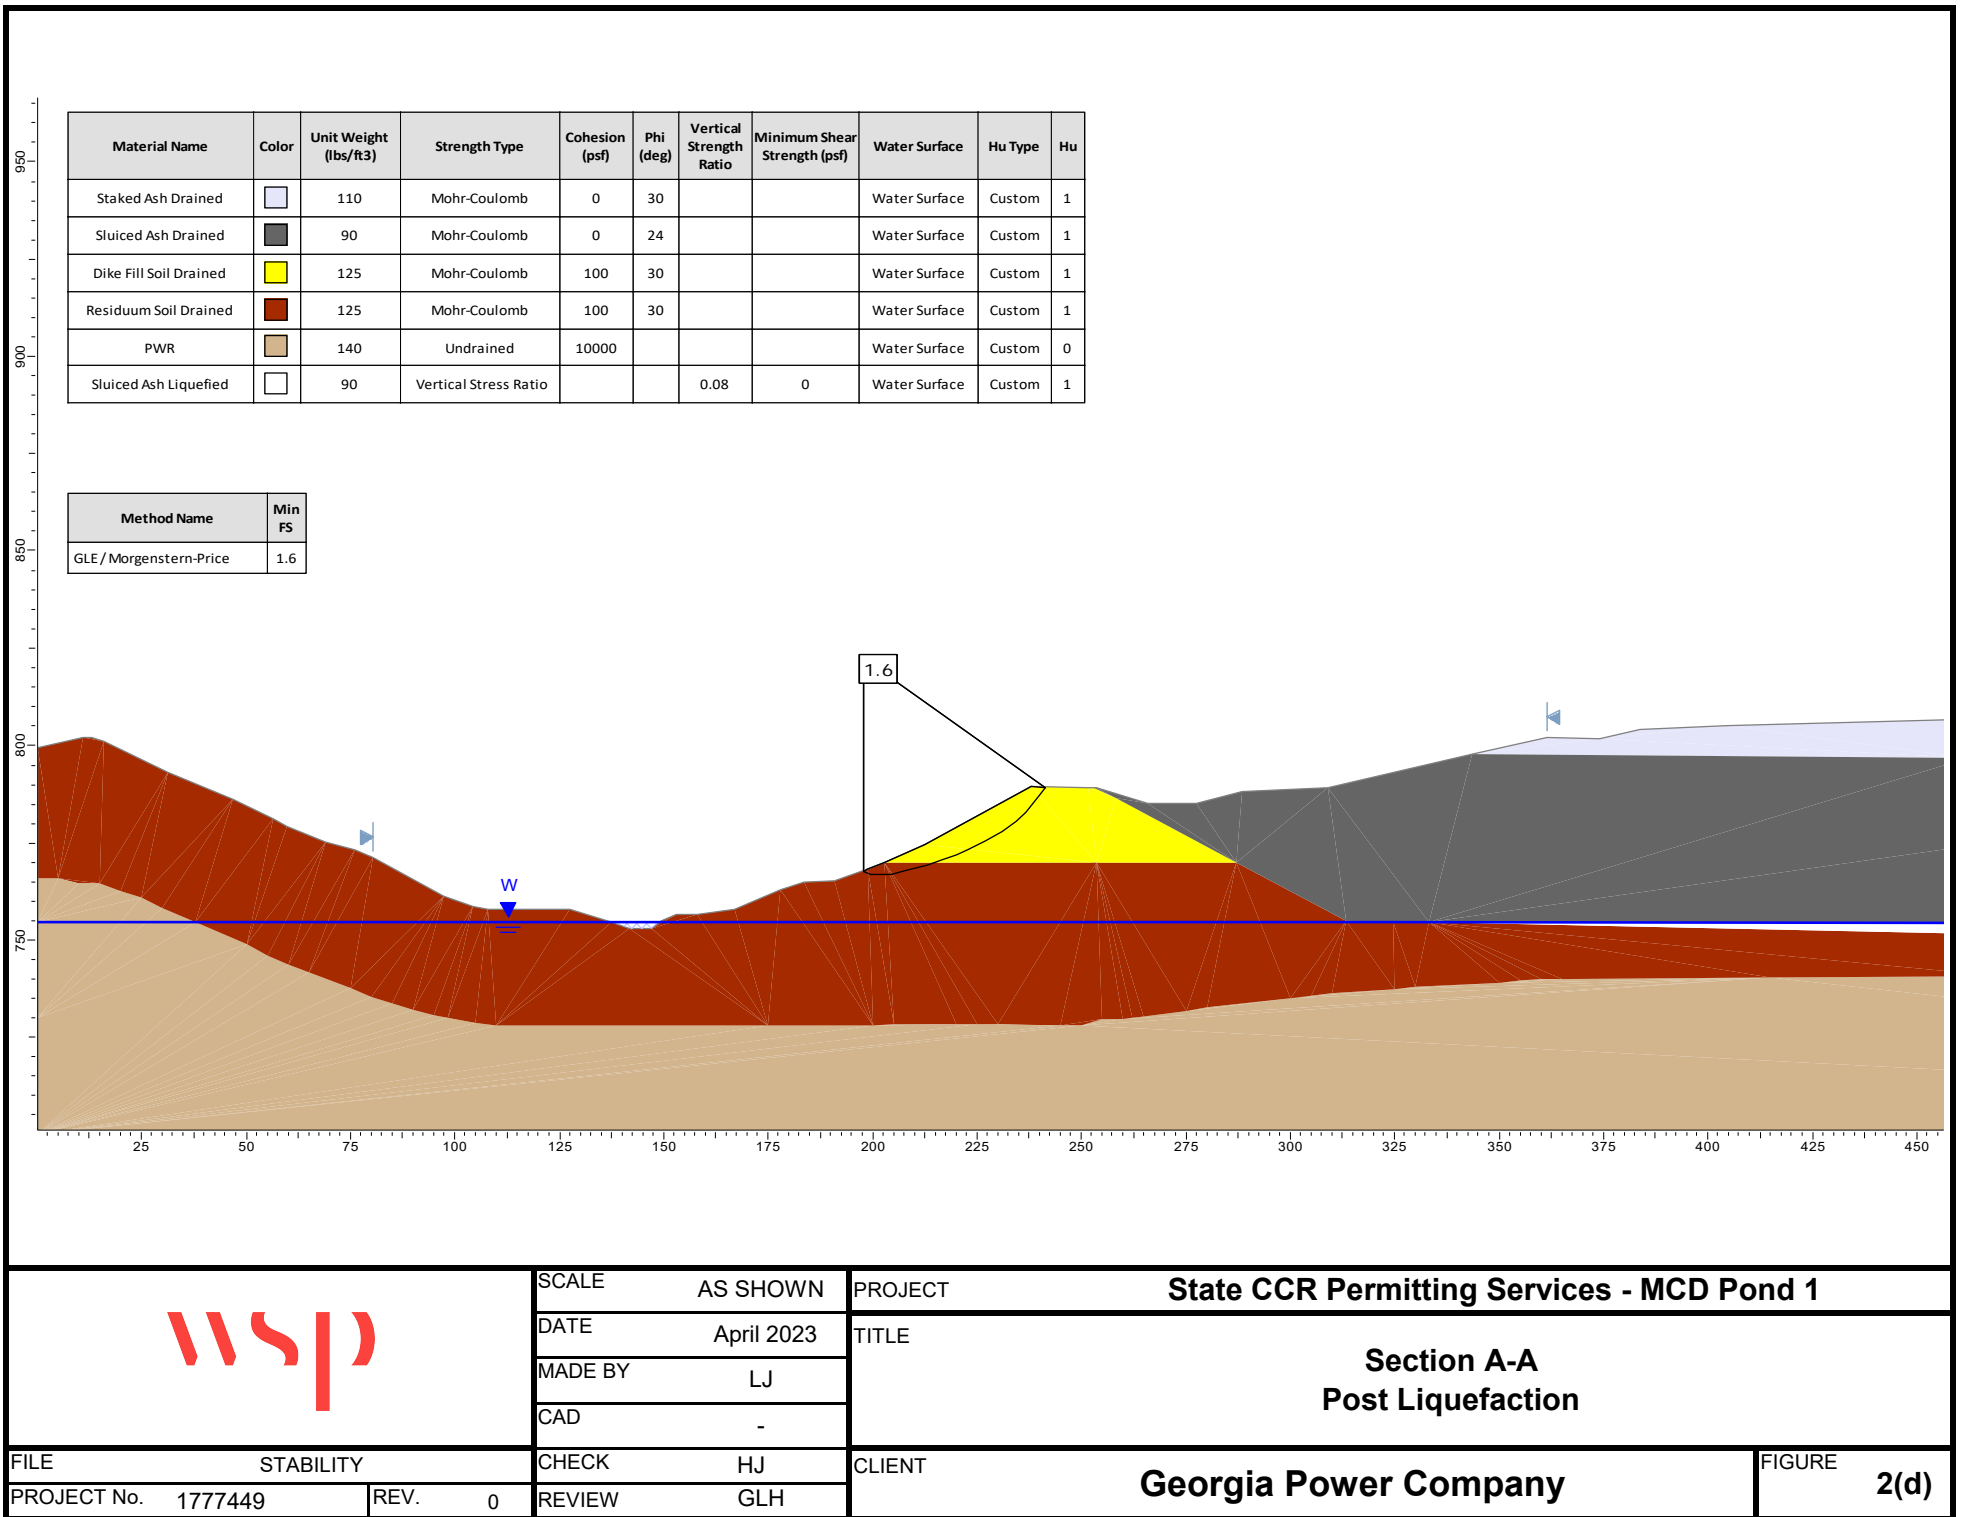 Material Name Color Unit Weight (lbs/ft3) Strength Type Cohesion (psf) Phi (deg) Vertical Strength Ratio Minimum Shear Strength (psf) Water Surface Hu Type Hu
Staked Ash Drained 110 Mohr-Coulomb 0 30 Water Surface Custom 1
Sluiced Ash Drained 90 Mohr-Coulomb 0 24 Water Surface Custom 1
Dike Fill Soil Drained 125 Mohr-Coulomb 100 30 Water Surface Custom 1
Residuum Soil Drained 125 Mohr-Coulomb 100 30 Water Surface Custom 1
PWR 140 Undrained 10000 Water Surface Custom 0
Sluiced Ash Liquefied 90 Vertical Stress Ratio 0.08 0 Water Surface Custom 1
Method Name Min FS
GLE/Morgenstern-Price 1.6
950
900
850
800
750
1.6
W
25 50 75 100 125 150 175 200 225 250 275 300 325 350 375 400 425 450
wsp
SCALE AS SHOWN
DATE April 2023
MADE BY LJ
CAD -
CHECK HJ
REVIEW GLH
FILE STABILITY
PROJECT No. 1777449 REV. 0
PROJECT State CCR Permitting Services - MCD Pond 1
TITLE
Section A-A
Post Liquefaction
CLIENT Georgia Power Company
FIGURE 2(d)